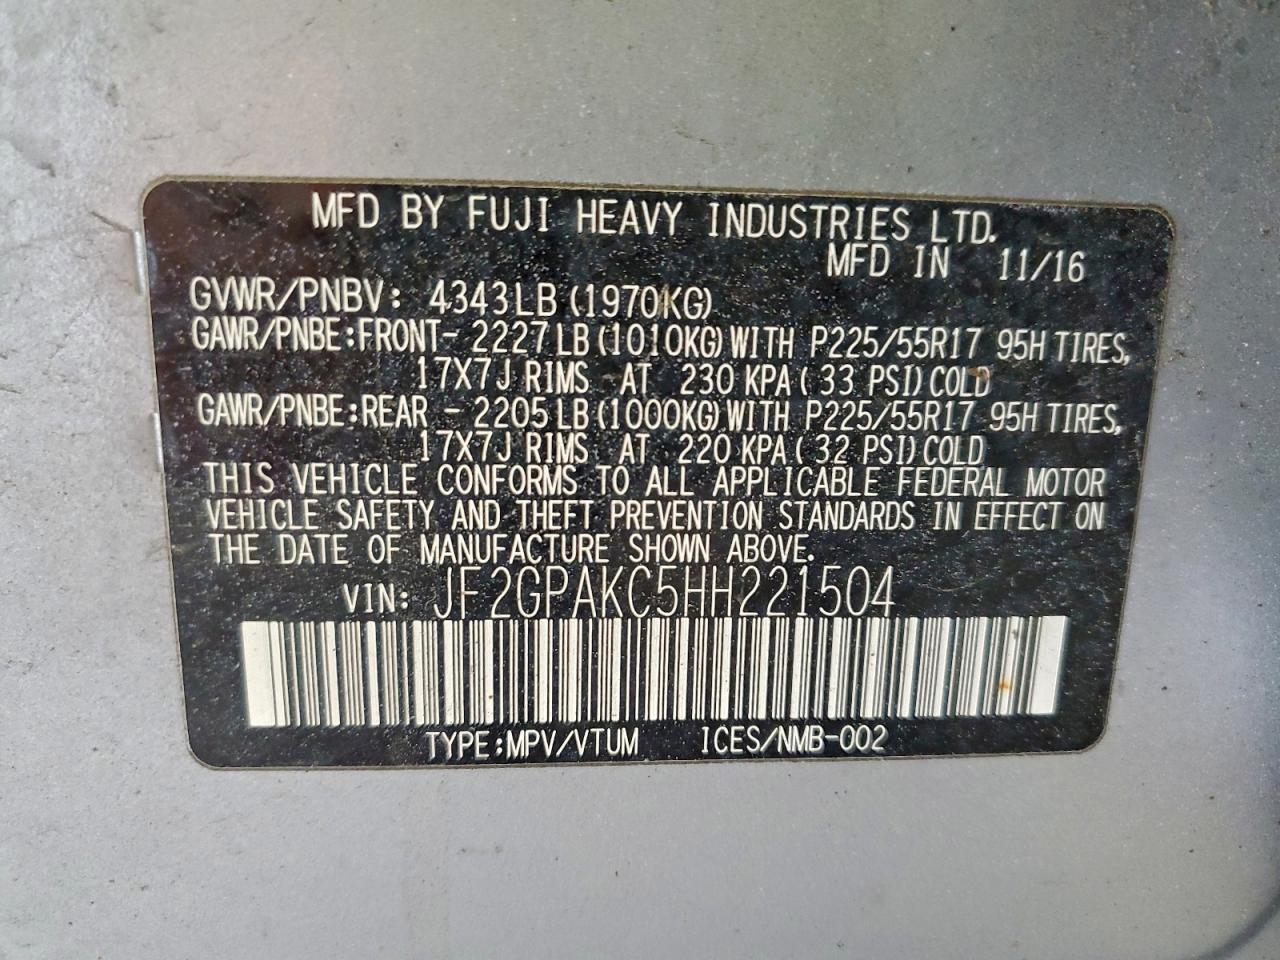 MFD BY FUJI HEAVY INDUSTRIES LTD.
MFD IN 11/16
GVWR/PNBV: 4343LB(1970KG)
GAWR/PNBE:FRONT-2227LB(1010KG)WITH P225/55R17 95H TIRES,
17X7J RIMS AT 230 KPA( 33 PSI)COLD
GAWR/PNBE:REAR -2205LB(1000KG)WITH P225/55R17 95H TIRES,
17X7J RIMS AT 220 KPA( 32 PSI)COLD
THIS VEHICLE CONFORMS TO ALL APPLICABLE FEDERAL MOTOR
VEHICLE SAFETY AND THEFT PREVENTION STANDARDS IN EFFECT ON
THE DATE OF MANUFACTURE SHOWN ABOVE.
VIN: JF2GPAKC5HH221504
TYPE:MPV/VTUM ICES/NMB-002